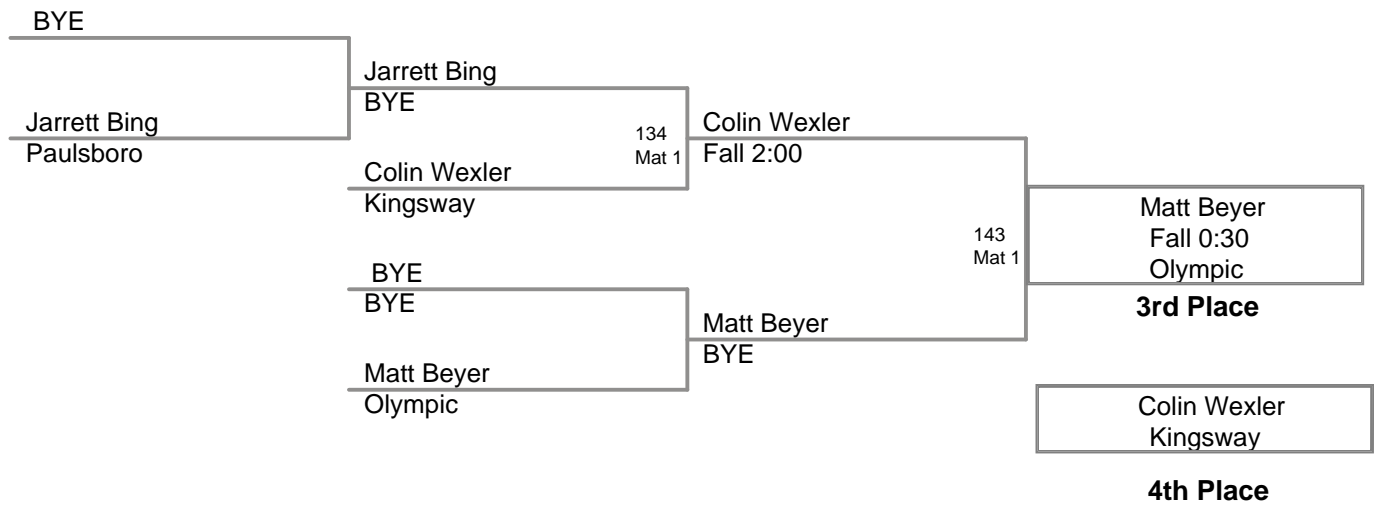 BYE
Jarrett Bing
Paulsboro
Jarrett Bing
BYE
Colin Wexler
Kingsway
134
Mat 1
BYE
BYE
Matt Beyer
Olympic
Colin Wexler
Fall 2:00
Matt Beyer
BYE
143
Mat 1
Matt Beyer
Fall 0:30
Olympic
3rd Place
Colin Wexler
Kingsway
4th Place